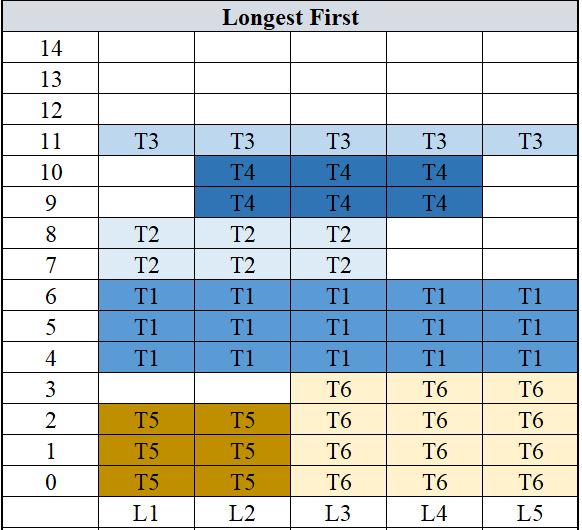 Longest First
14
13
12
11 T3 T3 T3 T3 T3
10 T4 T4 T4
9 T4 T4 T4
8 T2 T2 T2
7 T2 T2 T2
6 T1 T1 T1 T1 T1
5 T1 T1 T1 T1 T1
4 T1 T1 T1 T1 T1
3 T6 T6 T6
2 T5 T5 T6 T6 T6
1 T5 T5 T6 T6 T6
0 T5 T5 T6 T6 T6
L1 L2 L3 L4 L5